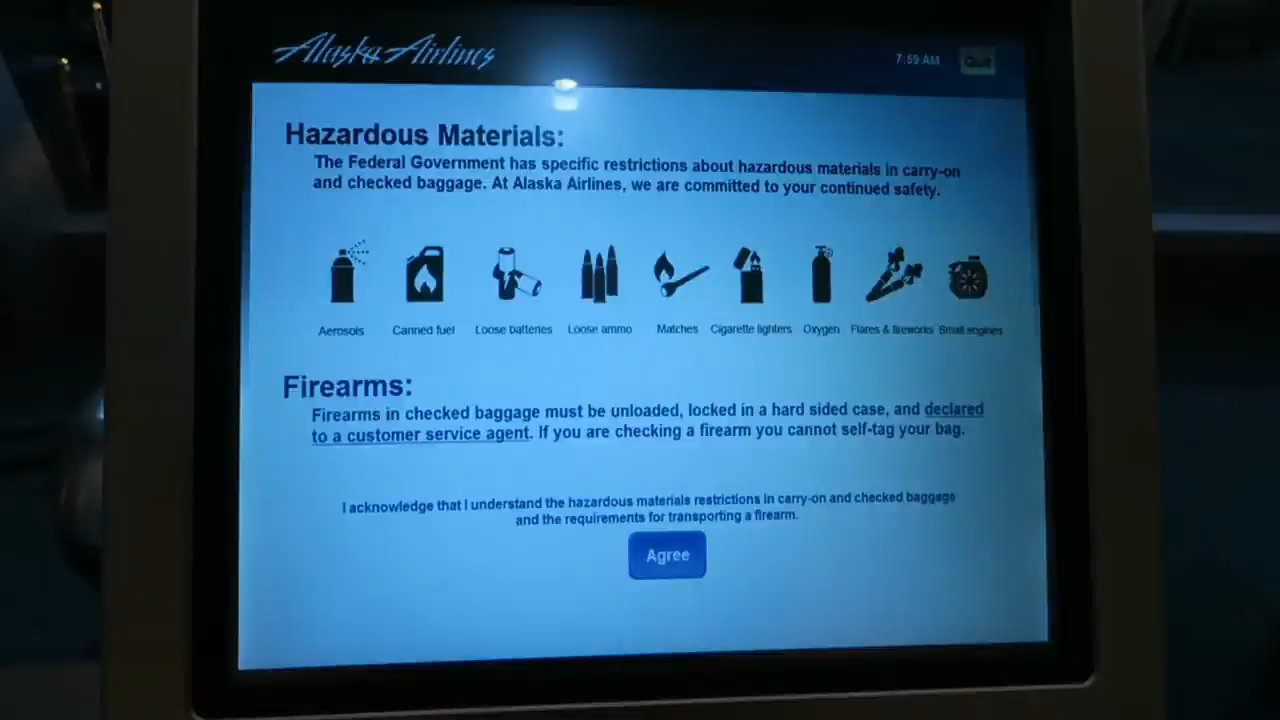 Alaska Airlines
7:59 AM
Quit
Hazardous Materials:
The Federal Government has specific restrictions about hazardous materials in carry-on
and checked baggage. At Alaska Airlines, we are committed to your continued safety.
Aerosols Canned fuel Loose batteries Loose ammo Matches Cigarette lighters Oxygen Flares & fireworks Small engines
Firearms:
Firearms in checked baggage must be unloaded, locked in a hard sided case, and declared
to a customer service agent. If you are checking a firearm you cannot self-tag your bag.
I acknowledge that I understand the hazardous materials restrictions in carry-on and checked baggage
and the requirements for transporting a firearm.
Agree